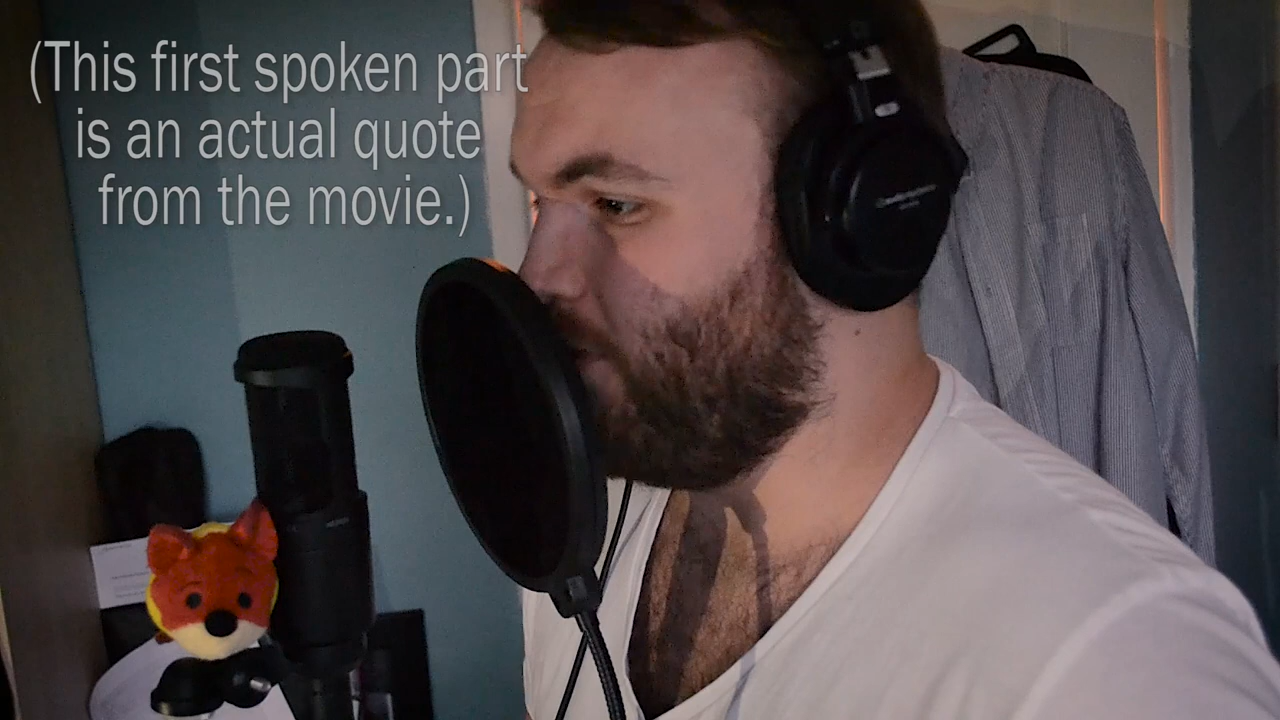 (This first spoken part
is an actual quote
from the movie.)